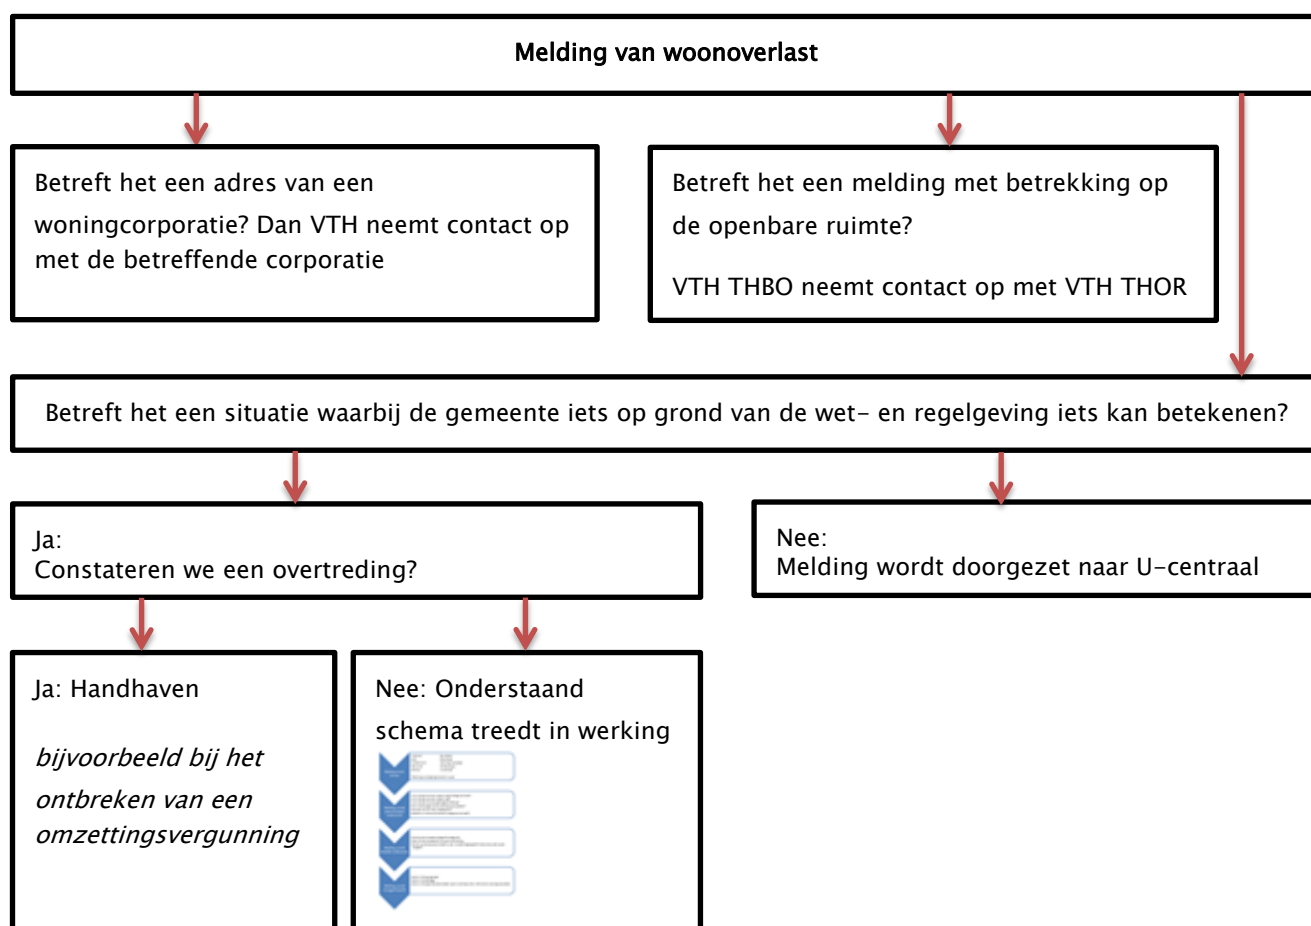 Melding van woonoverlast
Betreft het een adres van een
woningcorporatie? Dan VTH neemt contact op
met de betreffende corporatie
Betreft het een melding met betrekking op
de openbare ruimte?
VTH THBO neemt contact op met VTH THOR
Betreft het een situatie waarbij de gemeente iets op grond van de wet- en regelgeving iets kan betekenen?
Ja:
Constateren we een overtreding?
Nee:
Melding wordt doorgezet naar U-centraal
Ja: Handhaven
bijvoorbeeld bij het
ontbreken van een
omzettingsvergunning
Nee: Onderstaand
schema treedt in werking